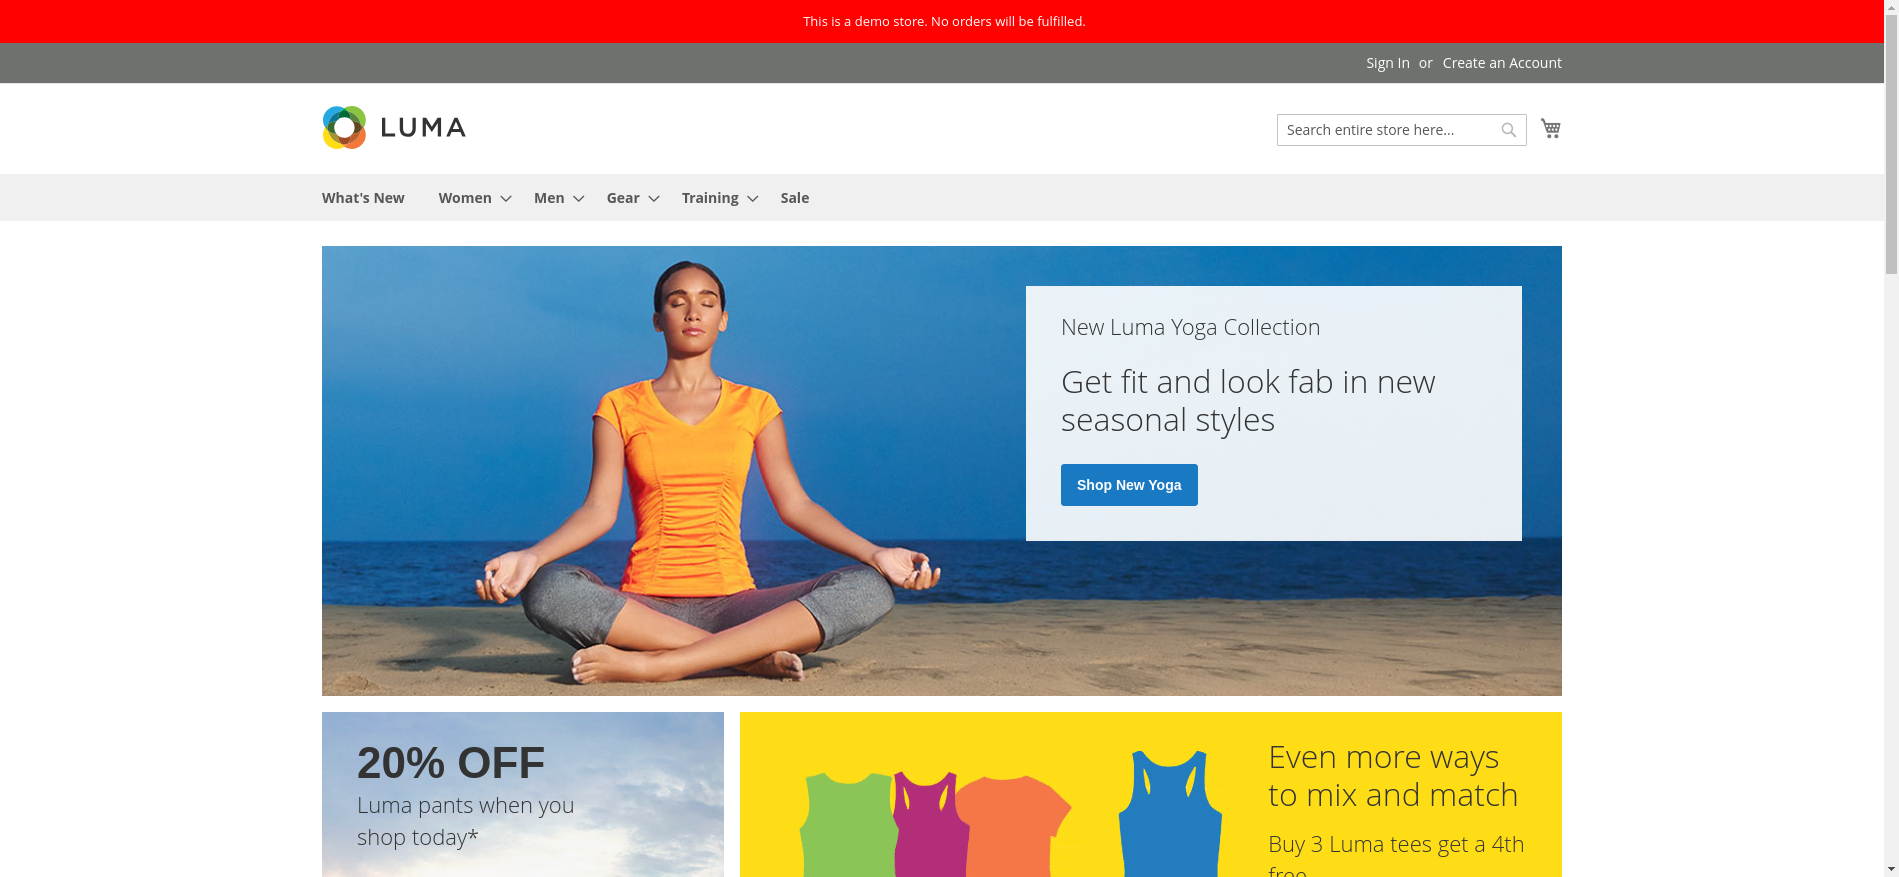 This is a demo store. No orders will be fulfilled.
Sign In or Create an Account
LUMA
Search entire store here...
What's New Women Men Gear Training Sale
New Luma Yoga Collection
Get fit and look fab in new
seasonal styles
Shop New Yoga
20% OFF
Luma pants when you
shop today*
Even more ways
to mix and match
Buy 3 Luma tees get a 4th
free